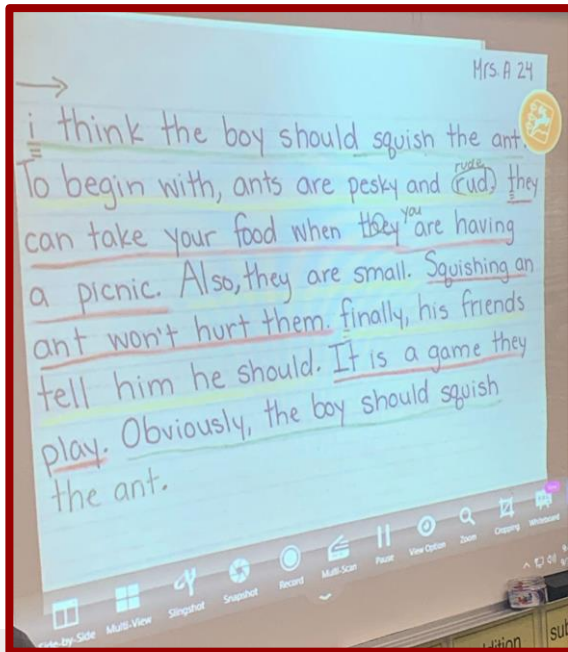 Mrs. A 24
i think the boy should squish the ant.
rude
To begin with, ants are pesky and rud, they
you
can take your food when they are having
a picnic. Also, they are small. Squishing an
ant won't hurt them. finally, his friends
tell him he should. It is a game they
play. Obviously, the boy should squish
the ant.
Side-by-Side Multi-View Slingshot Snapshot Record Multi-Scan Pause View Option Zoom Cropping Whiteboard